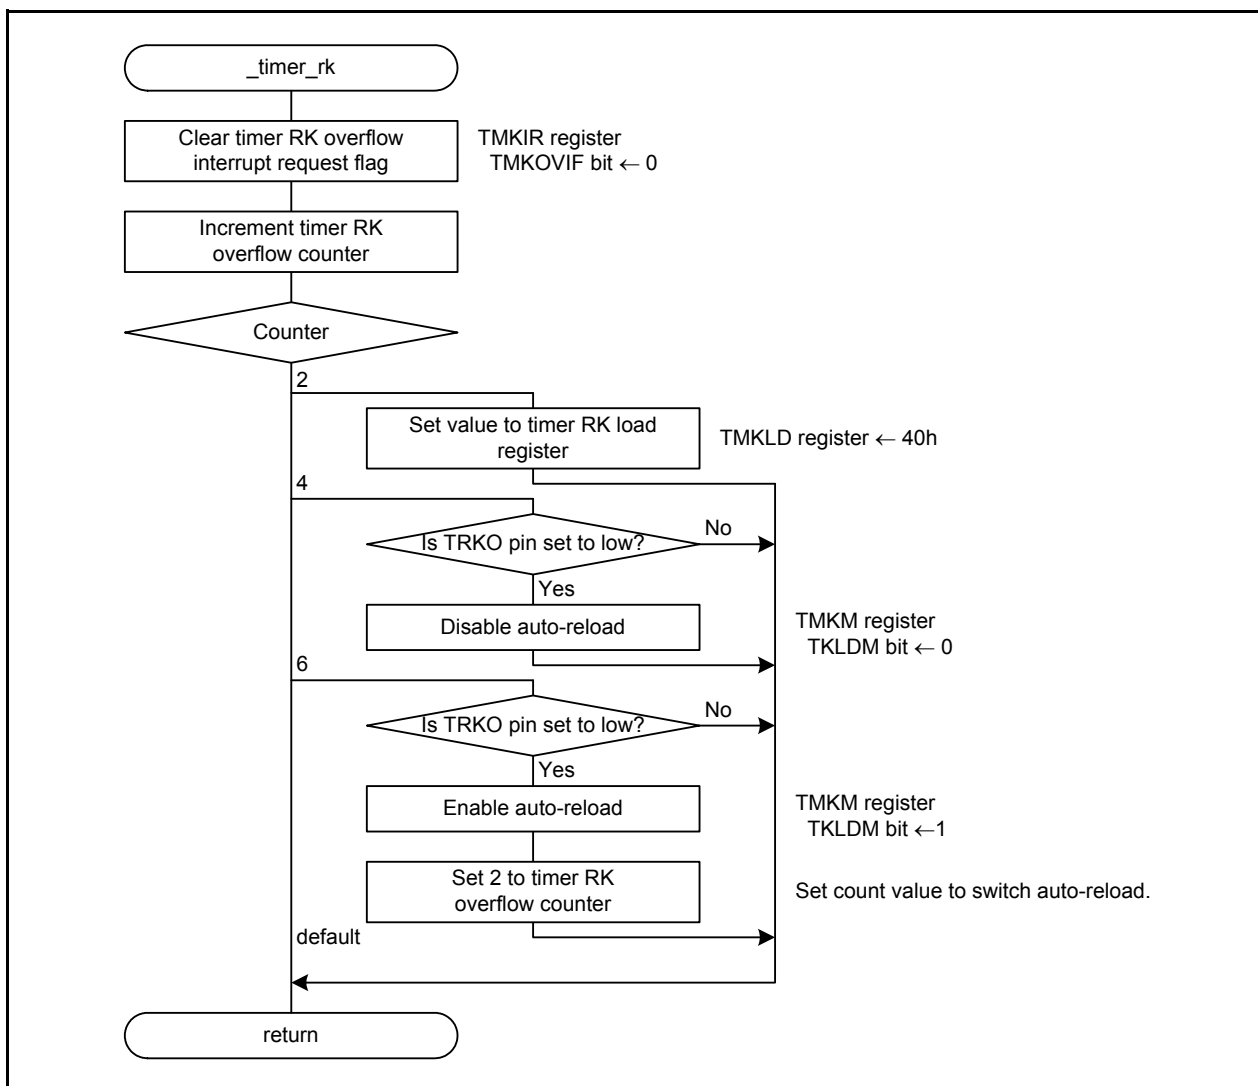 _timer_rk
Clear timer RK overflow
interrupt request flag
TMKIR register
TMKOVIF bit ← 0
Increment timer RK
overflow counter
Counter
2
Set value to timer RK load
register
TMKLD register ← 40h
4
Is TRKO pin set to low?
No
Yes
Disable auto-reload
TMKM register
TKLDM bit ← 0
6
Is TRKO pin set to low?
No
Yes
Enable auto-reload
TMKM register
TKLDM bit ←1
Set 2 to timer RK
overflow counter
Set count value to switch auto-reload.
default
return